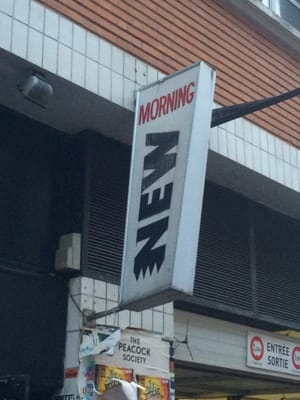 MORNING
NEW
THE
PEACOCK
SOCIETY
ENTRÉE
SORTIE